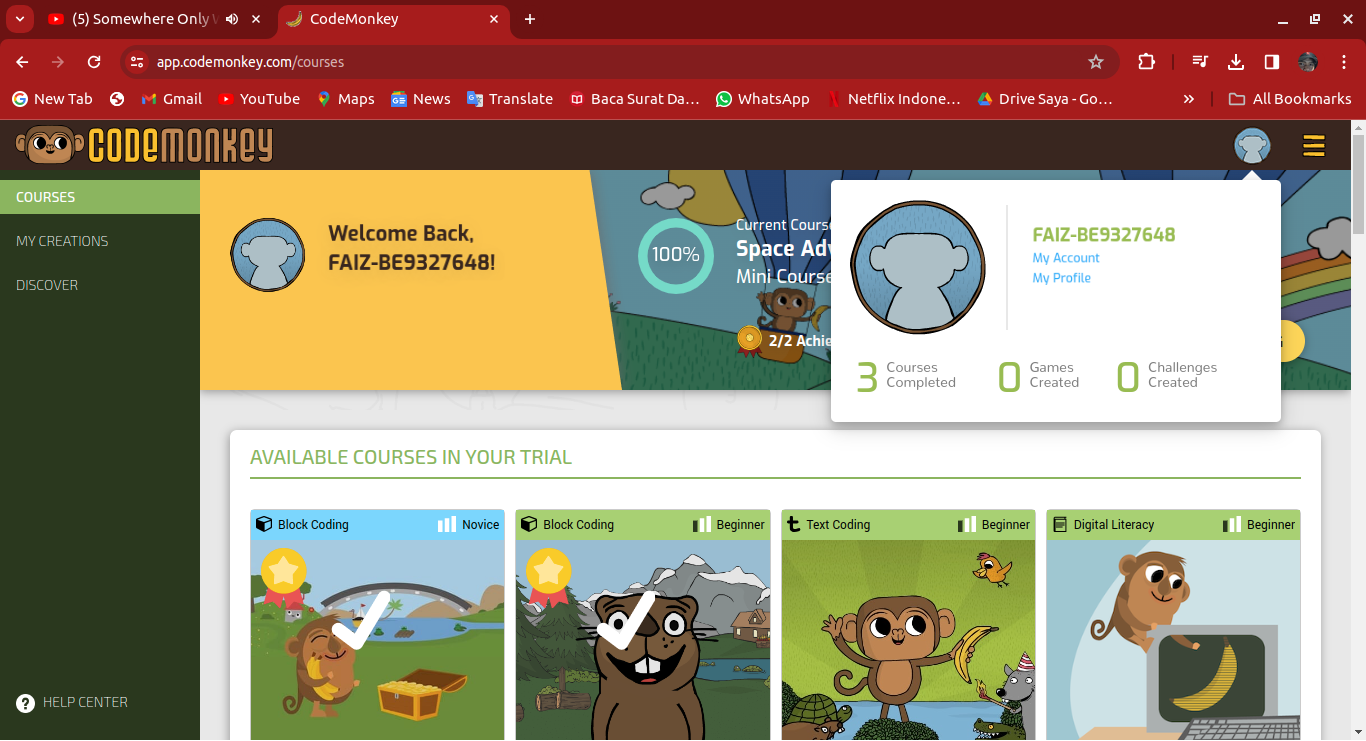 (5) Somewhere Only
CodeMonkey
app.codemonkey.com/courses
New Tab
Gmail
YouTube
Maps
News
Translate
Baca Surat Da…
WhatsApp
Netflix Indone…
Drive Saya - Go…
All Bookmarks
CODEMONKEY
COURSES
MY CREATIONS
DISCOVER
HELP CENTER
Welcome Back,
FAIZ-BE9327648!
100%
Current Cours
Space Adv
Mini Course
2/2 Achie
FAIZ-BE9327648
My Account
My Profile
3 Courses Completed
0 Games Created
0 Challenges Created
AVAILABLE COURSES IN YOUR TRIAL
Block Coding Novice
Block Coding Beginner
Text Coding Beginner
Digital Literacy Beginner